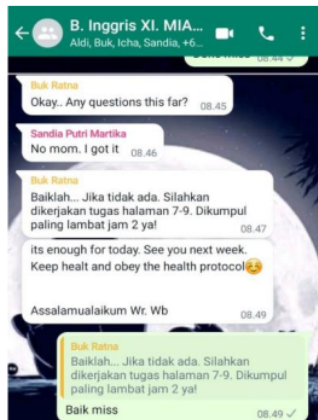 B. Inggris XI. MIA...
Aldi, Buk, Icha, Sandia, +6...
08.44
Buk Ratna
Okay.. Any questions this far? 08.45
Sandia Putri Martika
No mom. I got it 08.46
Buk Ratna
Baiklah... Jika tidak ada. Silahkan
dikerjakan tugas halaman 7-9. Dikumpul
paling lambat jam 2 ya!
08.47
its enough for today. See you next week.
Keep healt and obey the health protocol😊
Assalamualaikum Wr. Wb
08.49
Buk Ratna
Baiklah... Jika tidak ada. Silahkan
dikerjakan tugas halaman 7-9. Dikumpul
paling lambat jam 2 ya!
Baik miss 08.49